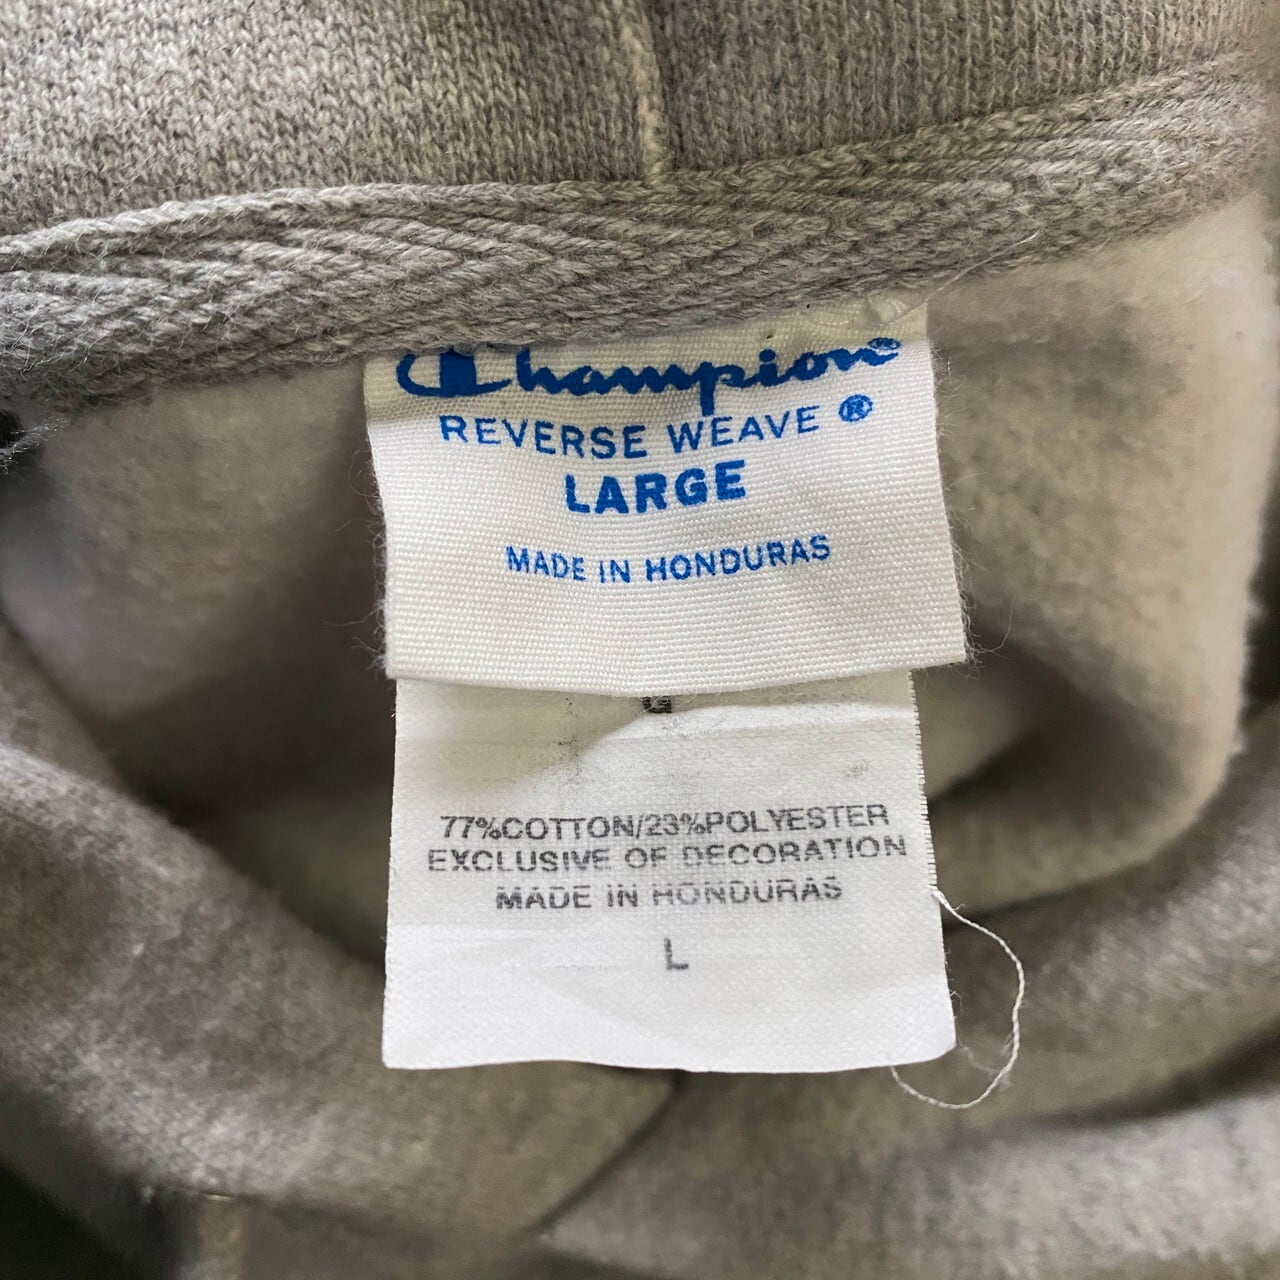 Champion®
REVERSE WEAVE ®
LARGE
MADE IN HONDURAS
77%COTTON/23%POLYESTER
EXCLUSIVE OF DECORATION
MADE IN HONDURAS
L